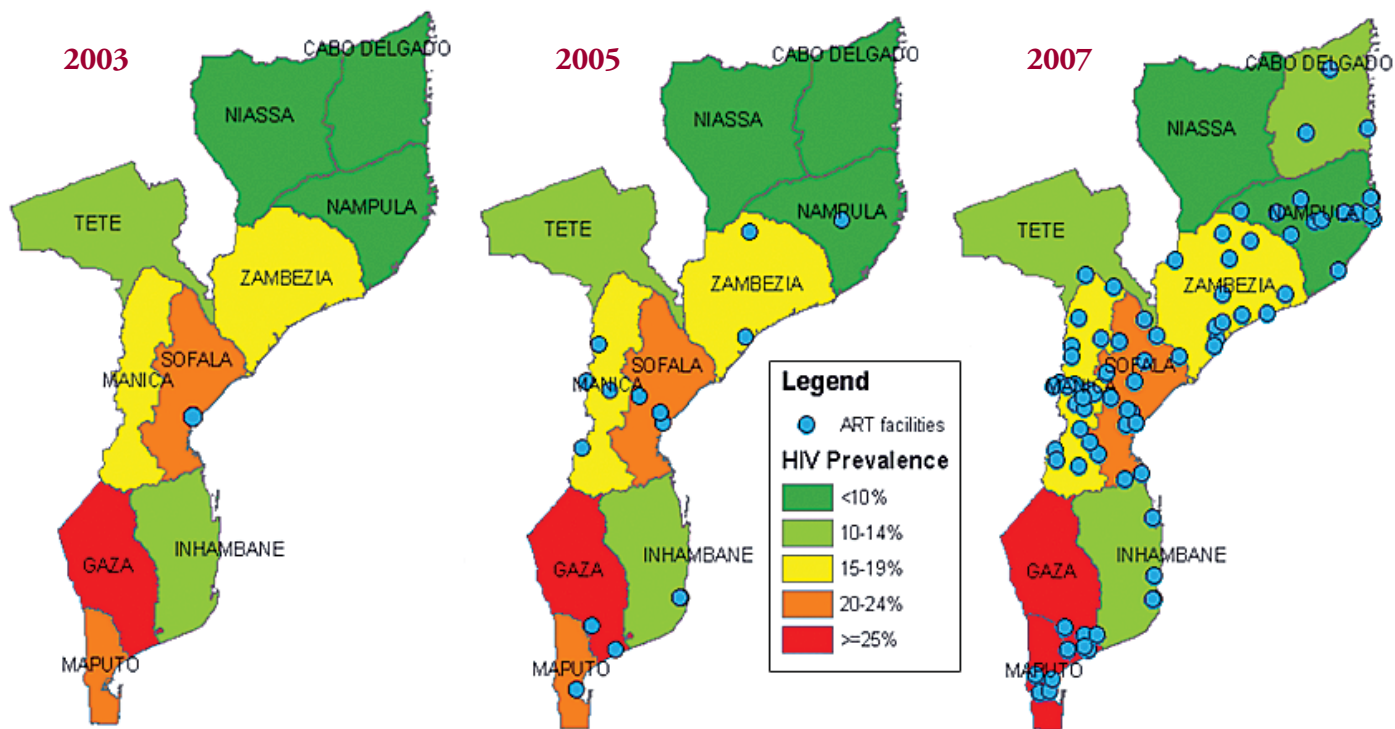 2003
CABO DELGADO
NIASSA
NAMPULA
TETE
ZAMBEZIA
SOFALA
MANICA
INHAMBANE
GAZA
MAPUTO
2005
CABO DELGADO
NIASSA
NAMPULA
TETE
ZAMBEZIA
SOFALA
MANICA
INHAMBANE
GAZA
MAPUTO
Legend
ART facilities
HIV Prevalence
<10%
10-14%
15-19%
20-24%
>=25%
2007
CABO DELGADO
NIASSA
NAMPULA
TETE
ZAMBEZIA
SOFALA
MANICA
INHAMBANE
GAZA
MAPUTO